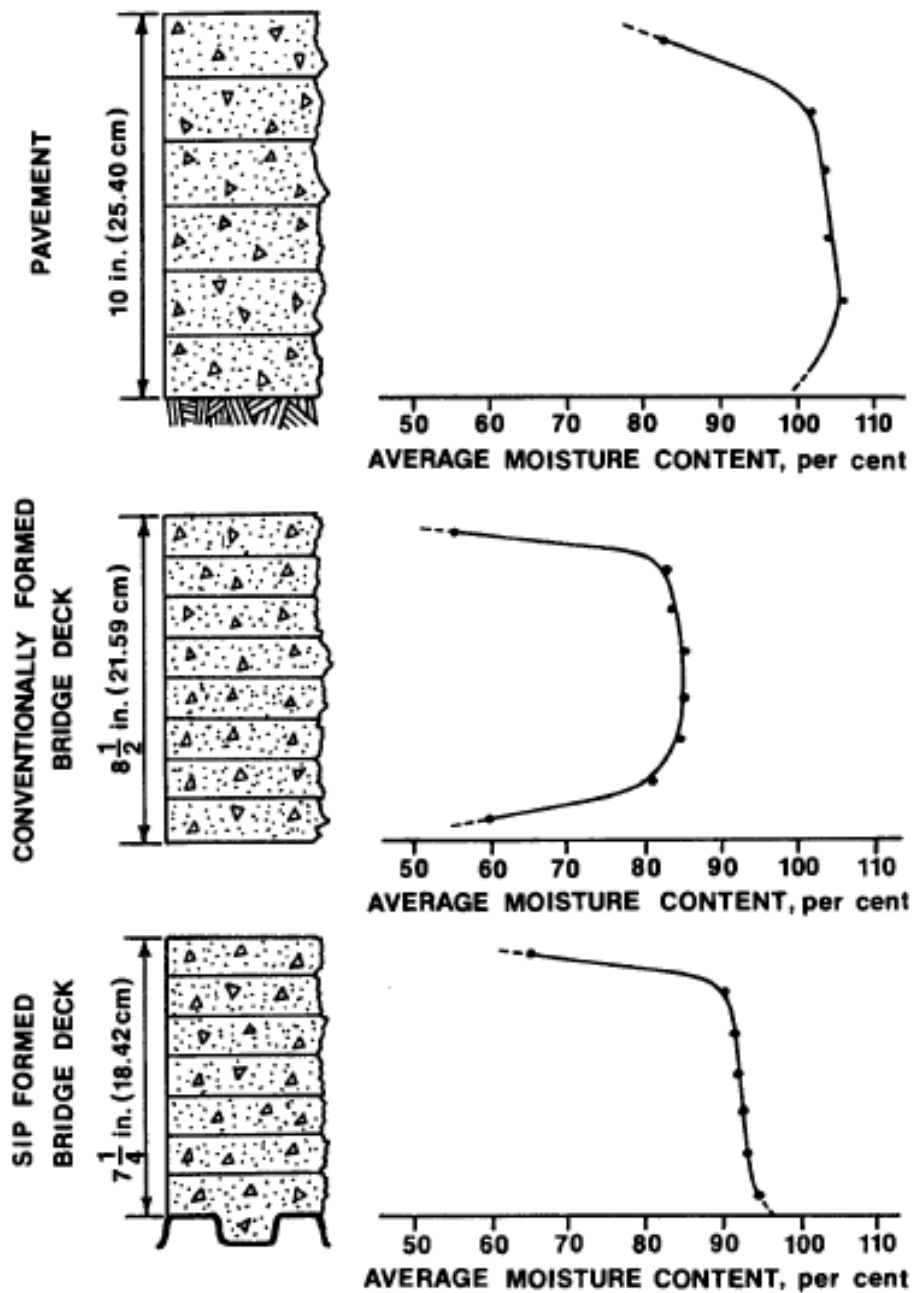 PAVEMENT
10 in. (25.40 cm)
50 60 70 80 90 100 110
AVERAGE MOISTURE CONTENT, per cent
CONVENTIONALLY FORMED
BRIDGE DECK
8 1/2 in. (21.59 cm)
50 60 70 80 90 100 110
AVERAGE MOISTURE CONTENT, per cent
SIP FORMED
BRIDGE DECK
7 1/4 in. (18.42 cm)
50 60 70 80 90 100 110
AVERAGE MOISTURE CONTENT, per cent